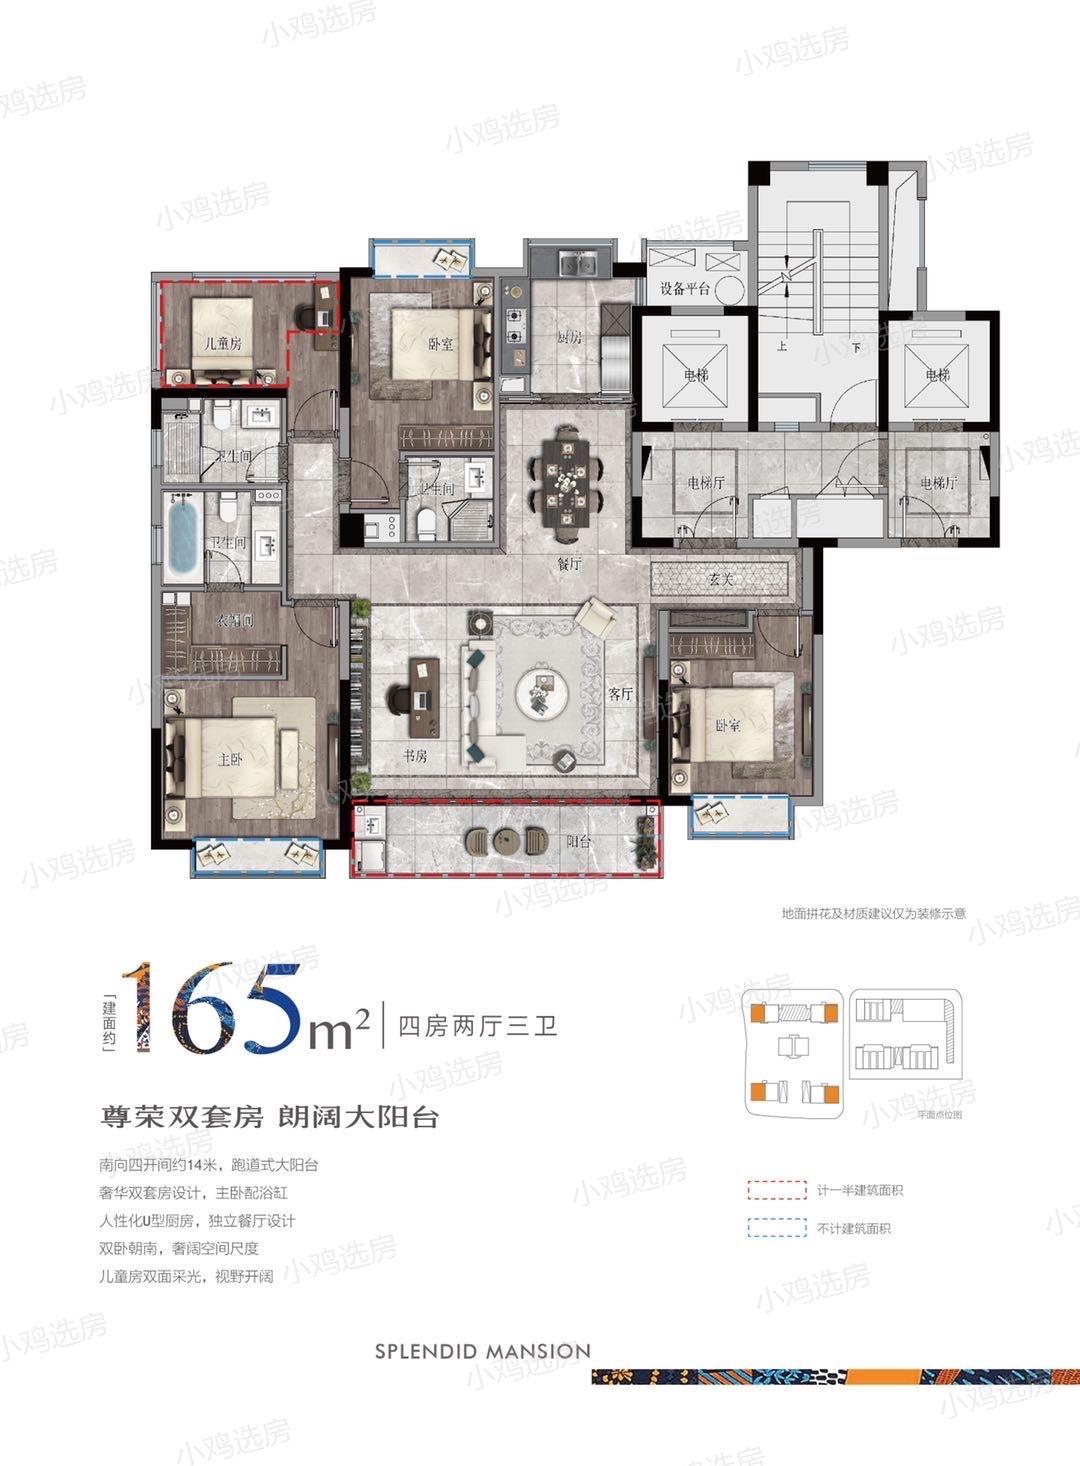 小鸡选房
设备平台
上
下
电梯
电梯
儿童房
卧室
厨房
卫生间
卫生间
电梯厅
电梯厅
卫生间
餐厅
玄关
衣帽间
客厅
卧室
主卧
书房
阳台
地面拼花及材质建议仅为装修示意
「建面约」
165m²
四房两厅三卫
尊荣双套房 朗阔大阳台
南向四开间约14米，跑道式大阳台
奢华双套房设计，主卧配浴缸
人性化U型厨房，独立餐厅设计
双卧朝南，奢阔空间尺度
儿童房双面采光，视野开阔
平面点位图
计一半建筑面积
不计建筑面积
SPLENDID MANSION